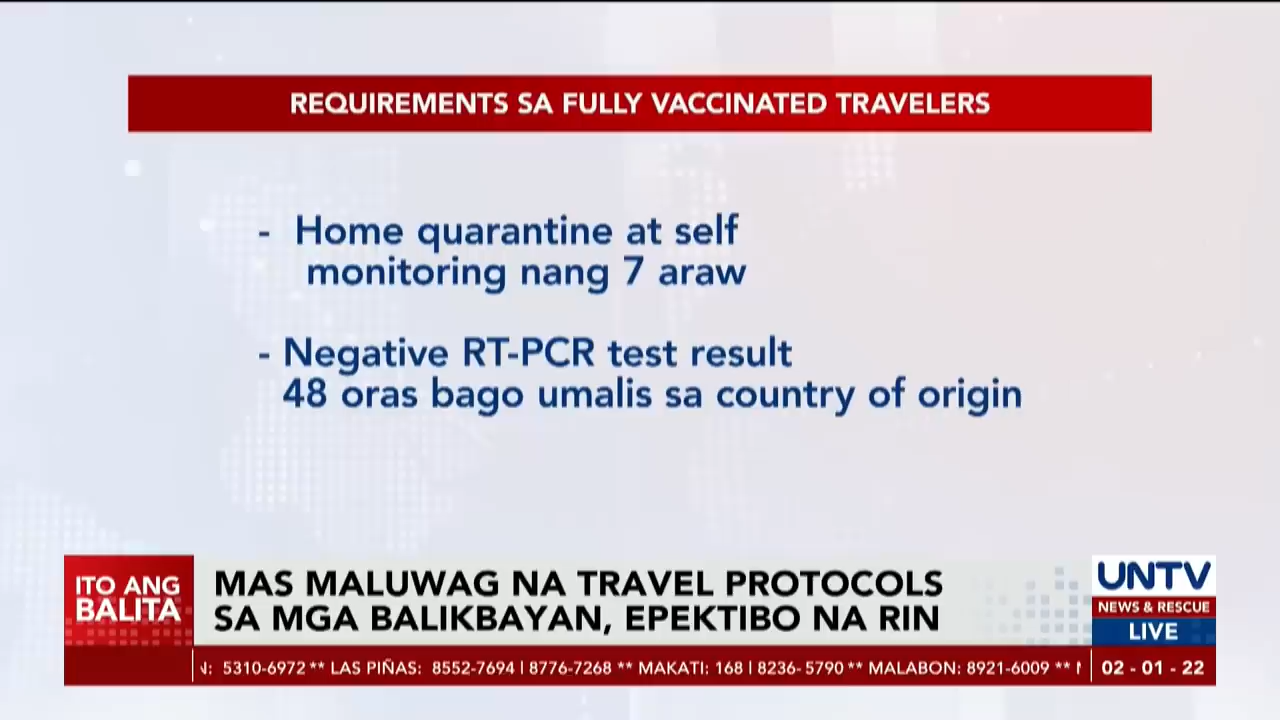 REQUIREMENTS SA FULLY VACCINATED TRAVELERS
- Home quarantine at self
monitoring nang 7 araw
- Negative RT-PCR test result
48 oras bago umalis sa country of origin
ITO ANG
BALITA
MAS MALUWAG NA TRAVEL PROTOCOLS
SA MGA BALIKBAYAN, EPEKTIBO NA RIN
UNTV
NEWS & RESCUE
LIVE
: 5310-6972 ** LAS PIÑAS: 8552-7694 | 8776-7268 ** MAKATI: 168 | 8236- 5790 ** MALABON: 8921-6009 **
02 - 01 - 22